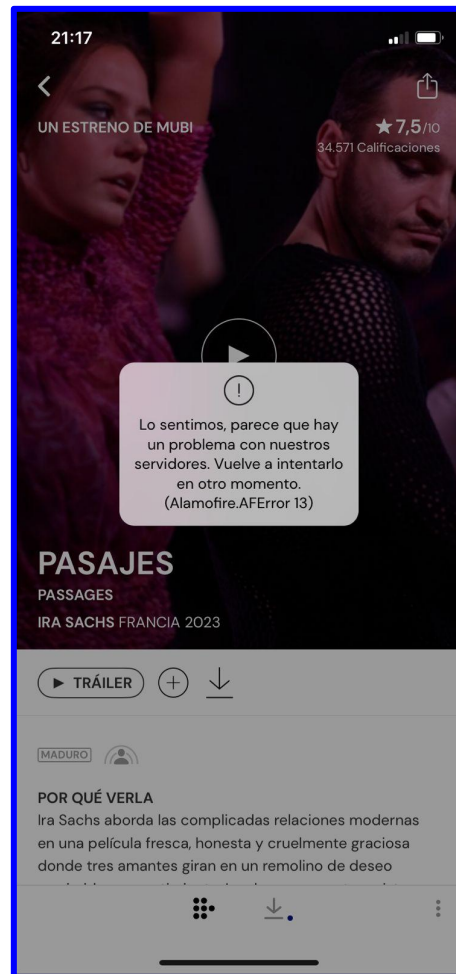 21:17
UN ESTRENO DE MUBI
★ 7,5/10
34.571 Calificaciones
Lo sentimos, parece que hay
un problema con nuestros
servidores. Vuelve a intentarlo
en otro momento.
(Alamofire.AFError 13)
PASAJES
PASSAGES
IRA SACHS FRANCIA 2023
TRÁILER
MADURO
POR QUÉ VERLA
Ira Sachs aborda las complicadas relaciones modernas
en una película fresca, honesta y cruelmente graciosa
donde tres amantes giran en un remolino de deseo